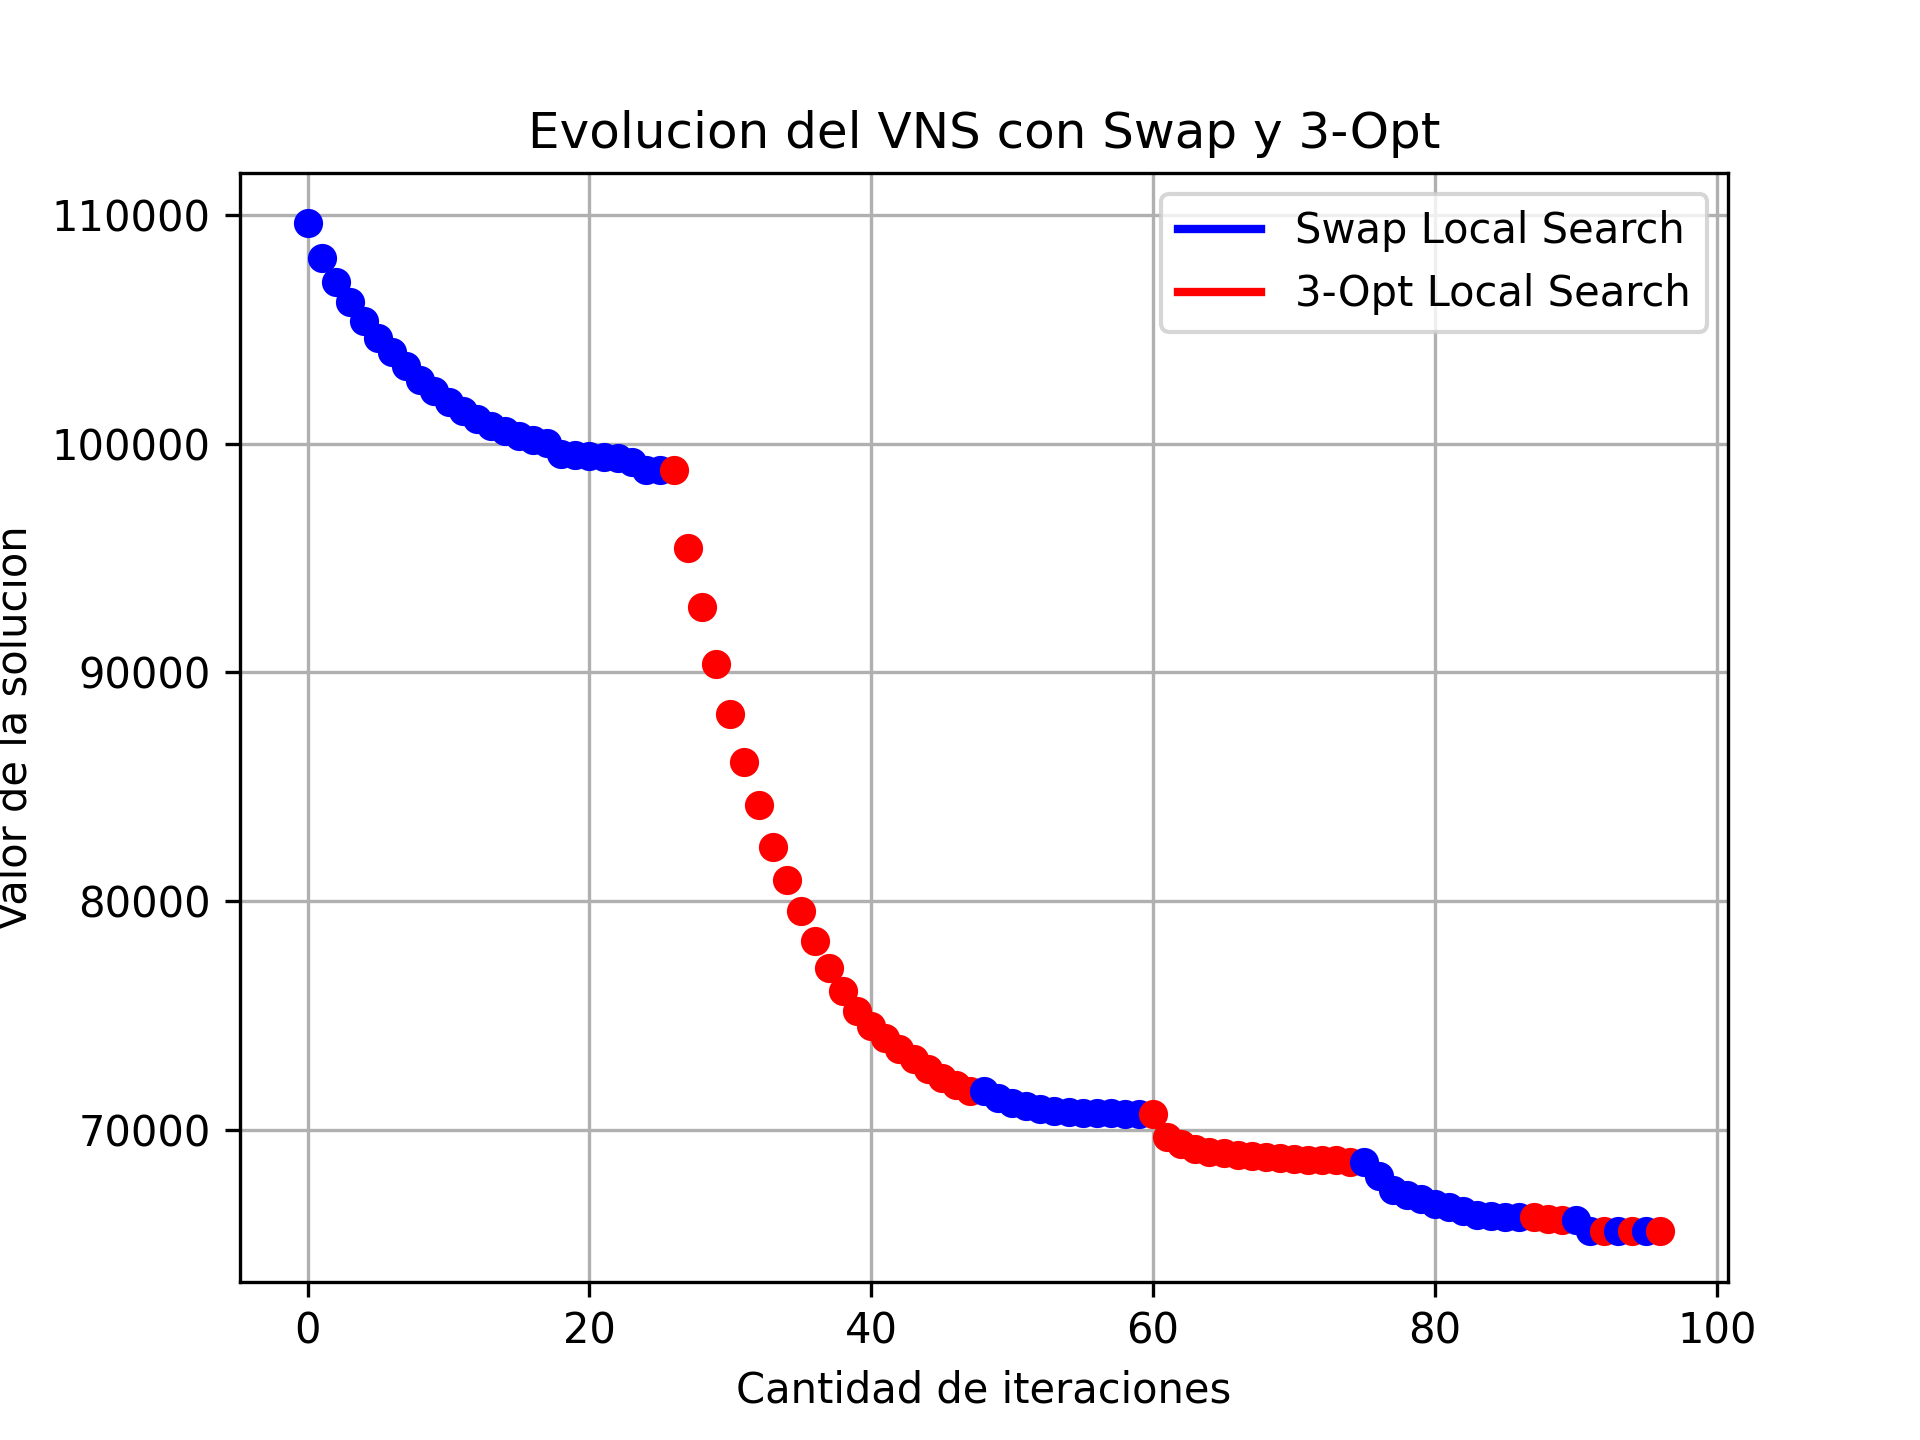 Evolucion del VNS con Swap y 3-Opt
110000
100000
90000
80000
70000
Valor de la solucion
Swap Local Search
3-Opt Local Search
0
20
40
60
80
100
Cantidad de iteraciones